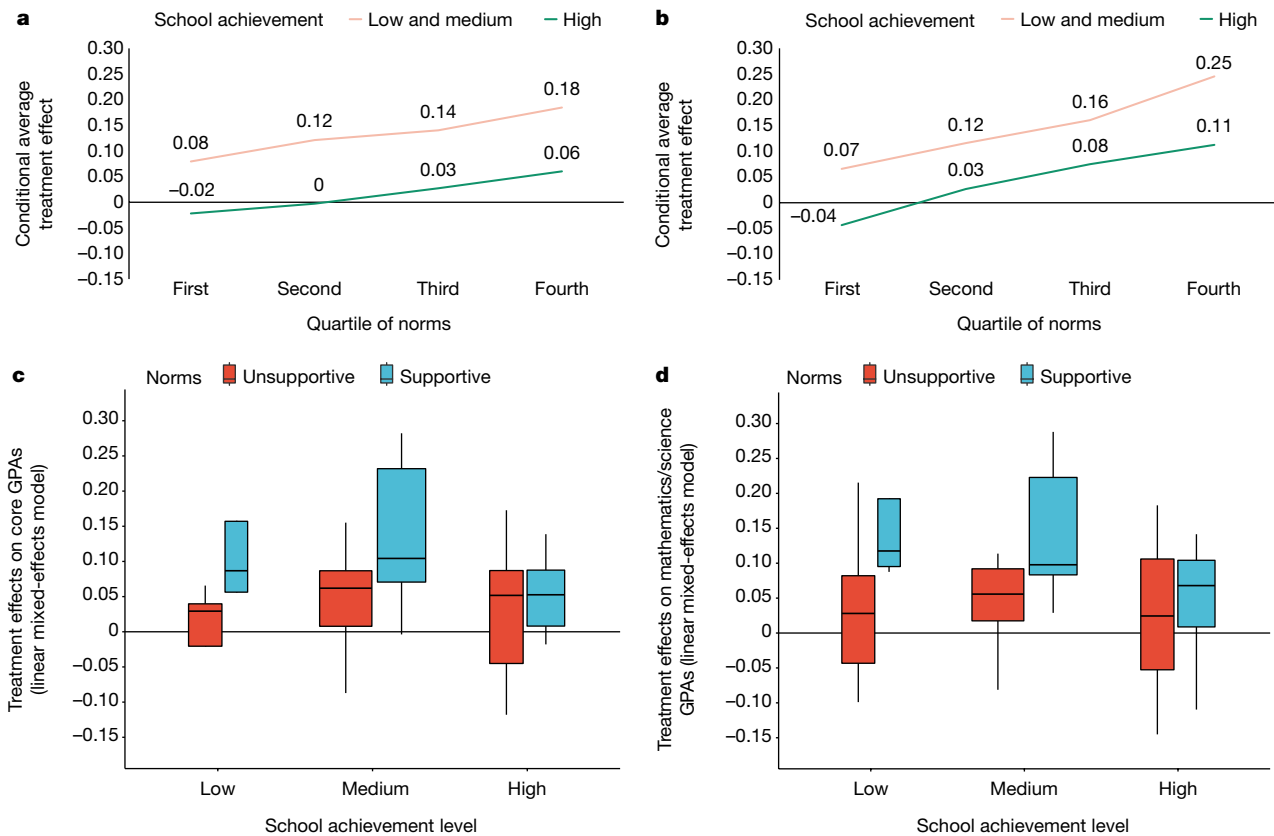 a
School achievement Low and medium High
Conditional average
treatment effect
0.30
0.25
0.20
0.15
0.10
0.05
0
−0.05
−0.10
−0.15
0.08
0.12
0.14
0.18
−0.02
0
0.03
0.06
First Second Third Fourth
Quartile of norms
b
School achievement Low and medium High
Conditional average
treatment effect
0.30
0.25
0.20
0.15
0.10
0.05
0
−0.05
−0.10
−0.15
0.07
0.12
0.16
0.25
−0.04
0.03
0.08
0.11
First Second Third Fourth
Quartile of norms
c
Norms Unsupportive Supportive
Treatment effects on core GPAs
(linear mixed-effects model)
0.30
0.25
0.20
0.15
0.10
0.05
0
−0.05
−0.10
−0.15
Low Medium High
School achievement level
d
Norms Unsupportive Supportive
Treatment effects on mathematics/science
GPAs (linear mixed-effects model)
0.30
0.25
0.20
0.15
0.10
0.05
0
−0.05
−0.10
−0.15
Low Medium High
School achievement level